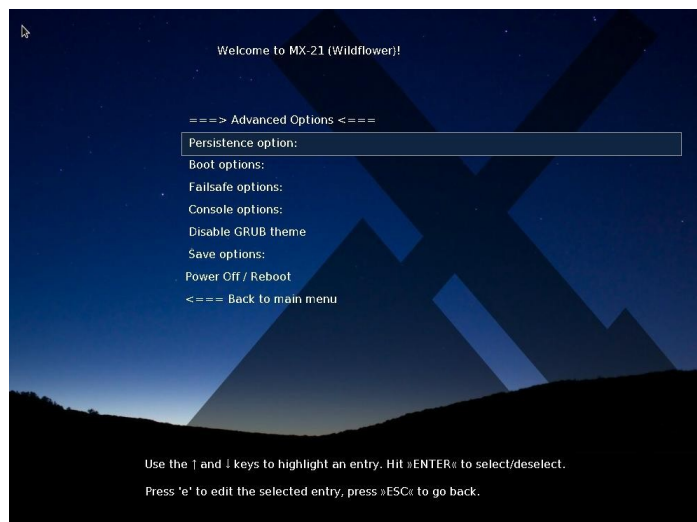 Welcome to MX-21 (Wildflower)!
===> Advanced Options <===
Persistence option:
Boot options:
Failsafe options:
Console options:
Disable GRUB theme
Save options:
Power Off / Reboot
<=== Back to main menu
Use the ↑ and ↓ keys to highlight an entry. Hit »ENTER« to select/deselect.
Press 'e' to edit the selected entry, press »ESC« to go back.